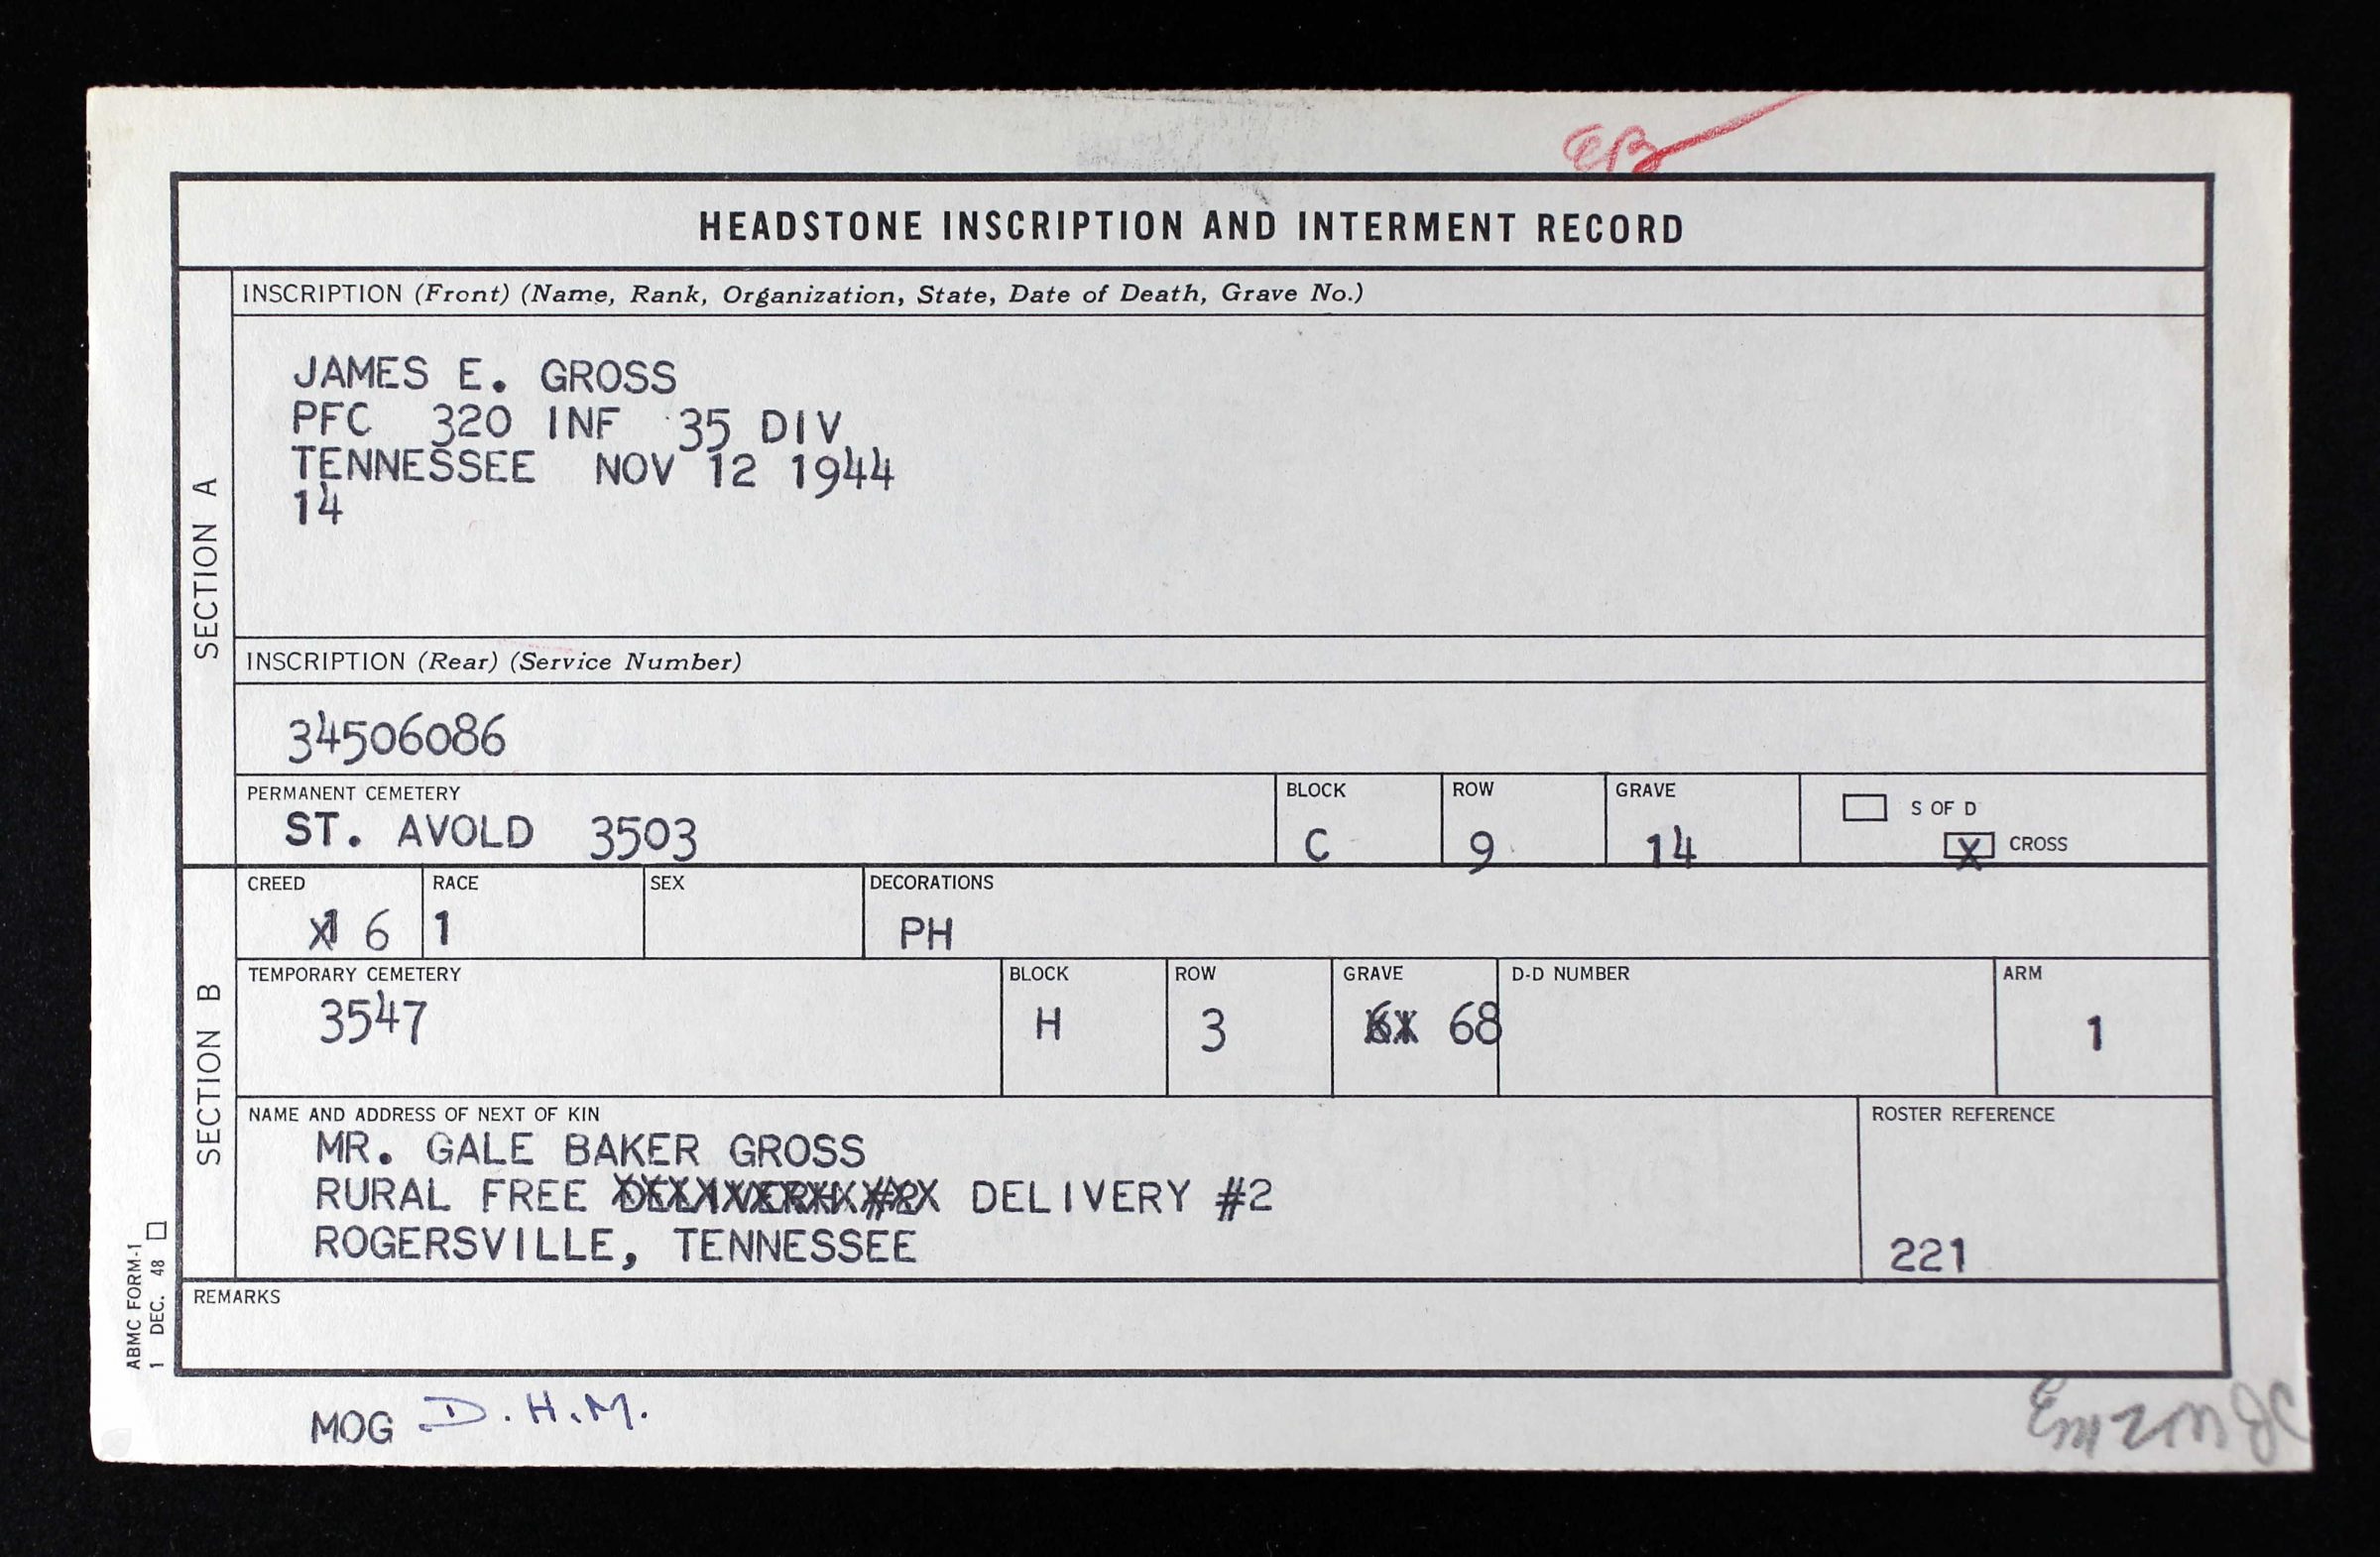 EB
HEADSTONE INSCRIPTION AND INTERMENT RECORD
SECTION A
INSCRIPTION (Front) (Name, Rank, Organization, State, Date of Death, Grave No.)
JAMES E. GROSS
PFC 320 INF 35 DIV
TENNESSEE NOV 12 1944
14
INSCRIPTION (Rear) (Service Number)
34506086
PERMANENT CEMETERY BLOCK ROW GRAVE S OF D
ST. AVOLD 3503 C 9 14 X CROSS
SECTION B
CREED RACE SEX DECORATIONS
6 1 PH
TEMPORARY CEMETERY BLOCK ROW GRAVE D-D NUMBER ARM
3547 H 3 68 1
NAME AND ADDRESS OF NEXT OF KIN ROSTER REFERENCE
MR. GALE BAKER GROSS
RURAL FREE DELIVERY #2
ROGERSVILLE, TENNESSEE 221
REMARKS
ABMC FORM-1
1 DEC. 48
MOG D.H.M.